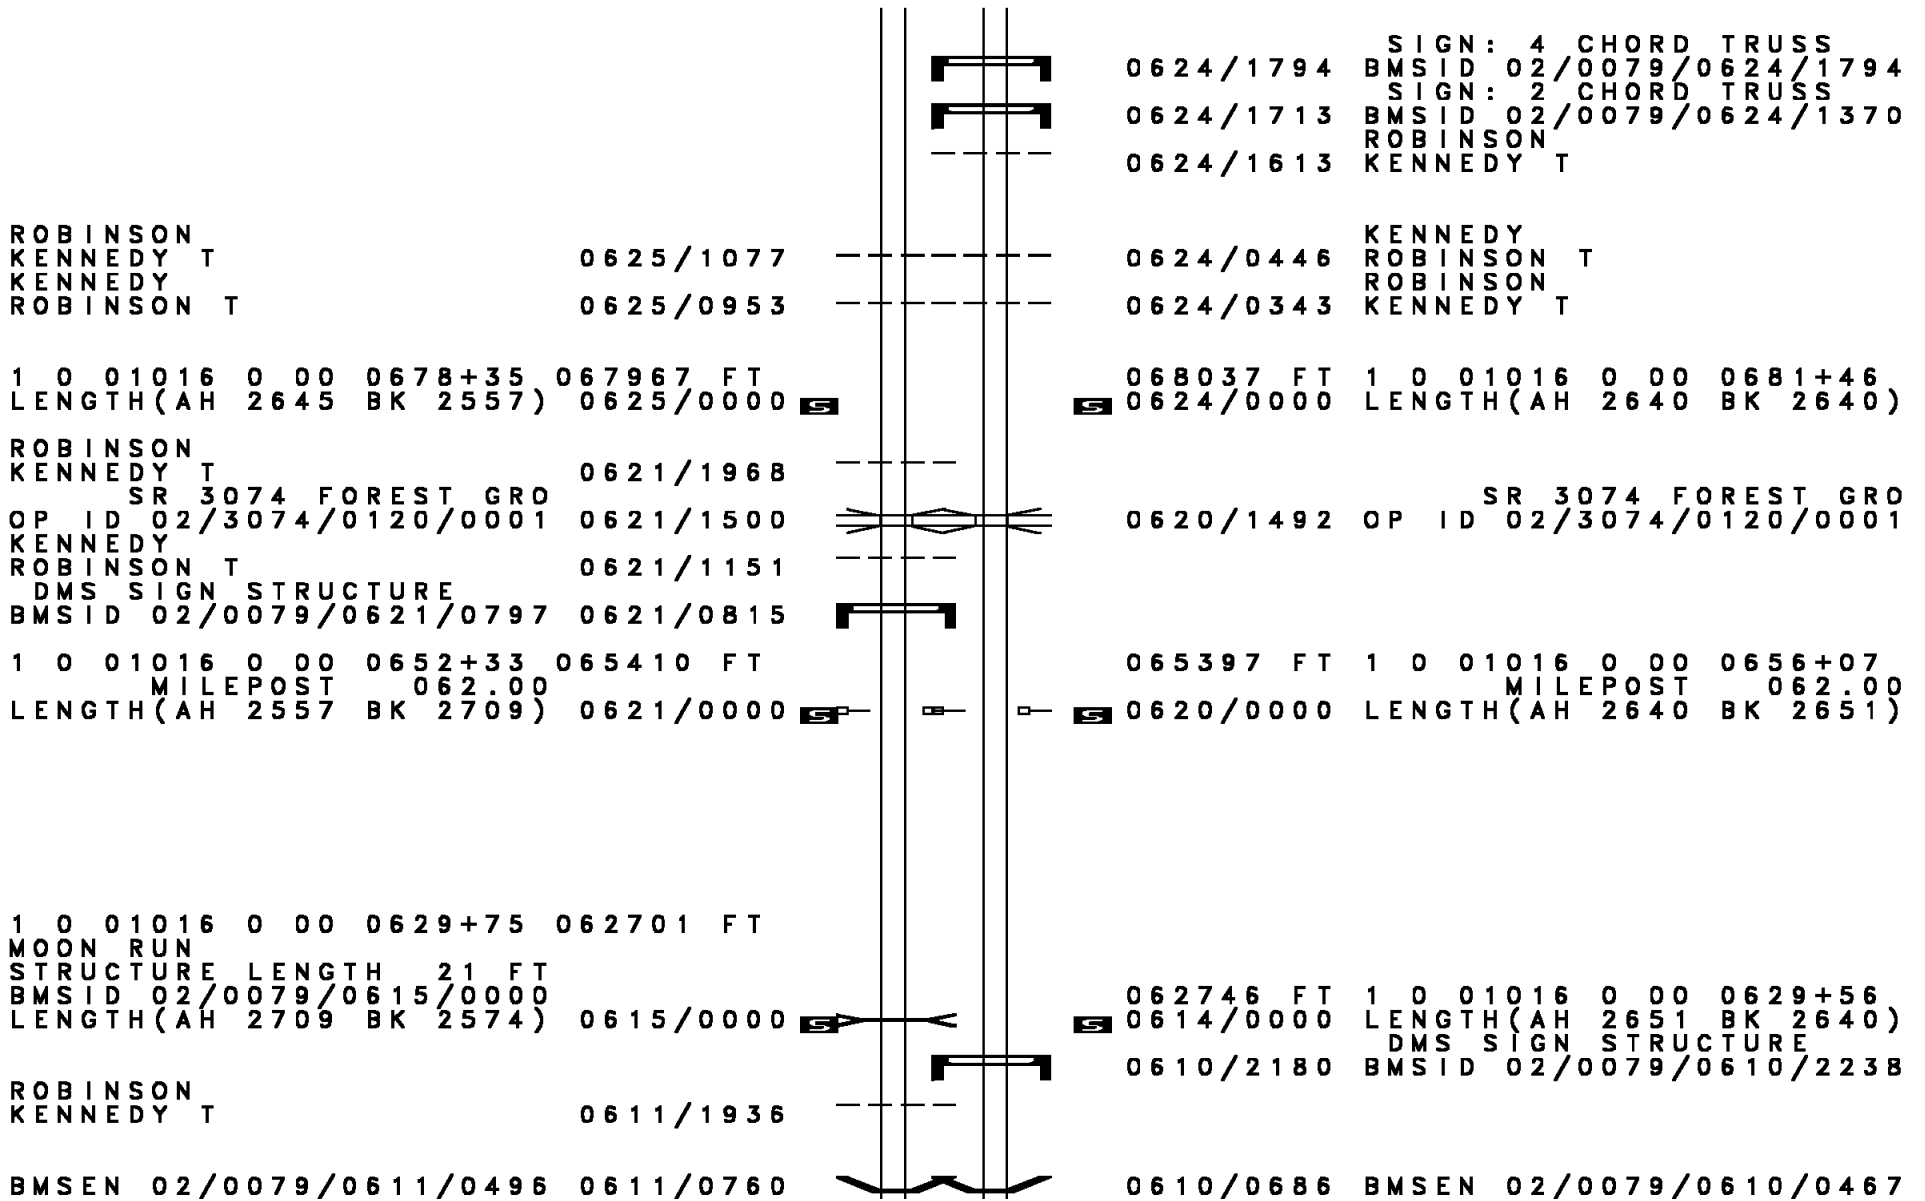 SIGN: 4 CHORD TRUSS
0624/1794 BMSID 02/0079/0624/1794
SIGN: 2 CHORD TRUSS
0624/1713 BMSID 02/0079/0624/1370
ROBINSON
0624/1613 KENNEDY T
ROBINSON
KENNEDY T 0625/1077
KENNEDY
ROBINSON T 0625/0953
KENNEDY
0624/0446 ROBINSON T
ROBINSON
0624/0343 KENNEDY T
1 0 01016 0 00 0678+35 067967 FT
LENGTH(AH 2645 BK 2557) 0625/0000 S
068037 FT 1 0 01016 0 00 0681+46
S 0624/0000 LENGTH(AH 2640 BK 2640)
ROBINSON
KENNEDY T 0621/1968
SR 3074 FOREST GRO
OP ID 02/3074/0120/0001 0621/1500
SR 3074 FOREST GRO
0620/1492 OP ID 02/3074/0120/0001
KENNEDY
ROBINSON T 0621/1151
DMS SIGN STRUCTURE
BMSID 02/0079/0621/0797 0621/0815
1 0 01016 0 00 0652+33 065410 FT
MILEPOST 062.00
LENGTH(AH 2557 BK 2709) 0621/0000 S
065397 FT 1 0 01016 0 00 0656+07
MILEPOST 062.00
S 0620/0000 LENGTH(AH 2640 BK 2651)
1 0 01016 0 00 0629+75 062701 FT
MOON RUN
STRUCTURE LENGTH 21 FT
BMSID 02/0079/0615/0000
LENGTH(AH 2709 BK 2574) 0615/0000 S
062746 FT 1 0 01016 0 00 0629+56
S 0614/0000 LENGTH(AH 2651 BK 2640)
DMS SIGN STRUCTURE
0610/2180 BMSID 02/0079/0610/2238
ROBINSON
KENNEDY T 0611/1936
BMSEN 02/0079/0611/0496 0611/0760
0610/0686 BMSEN 02/0079/0610/0467